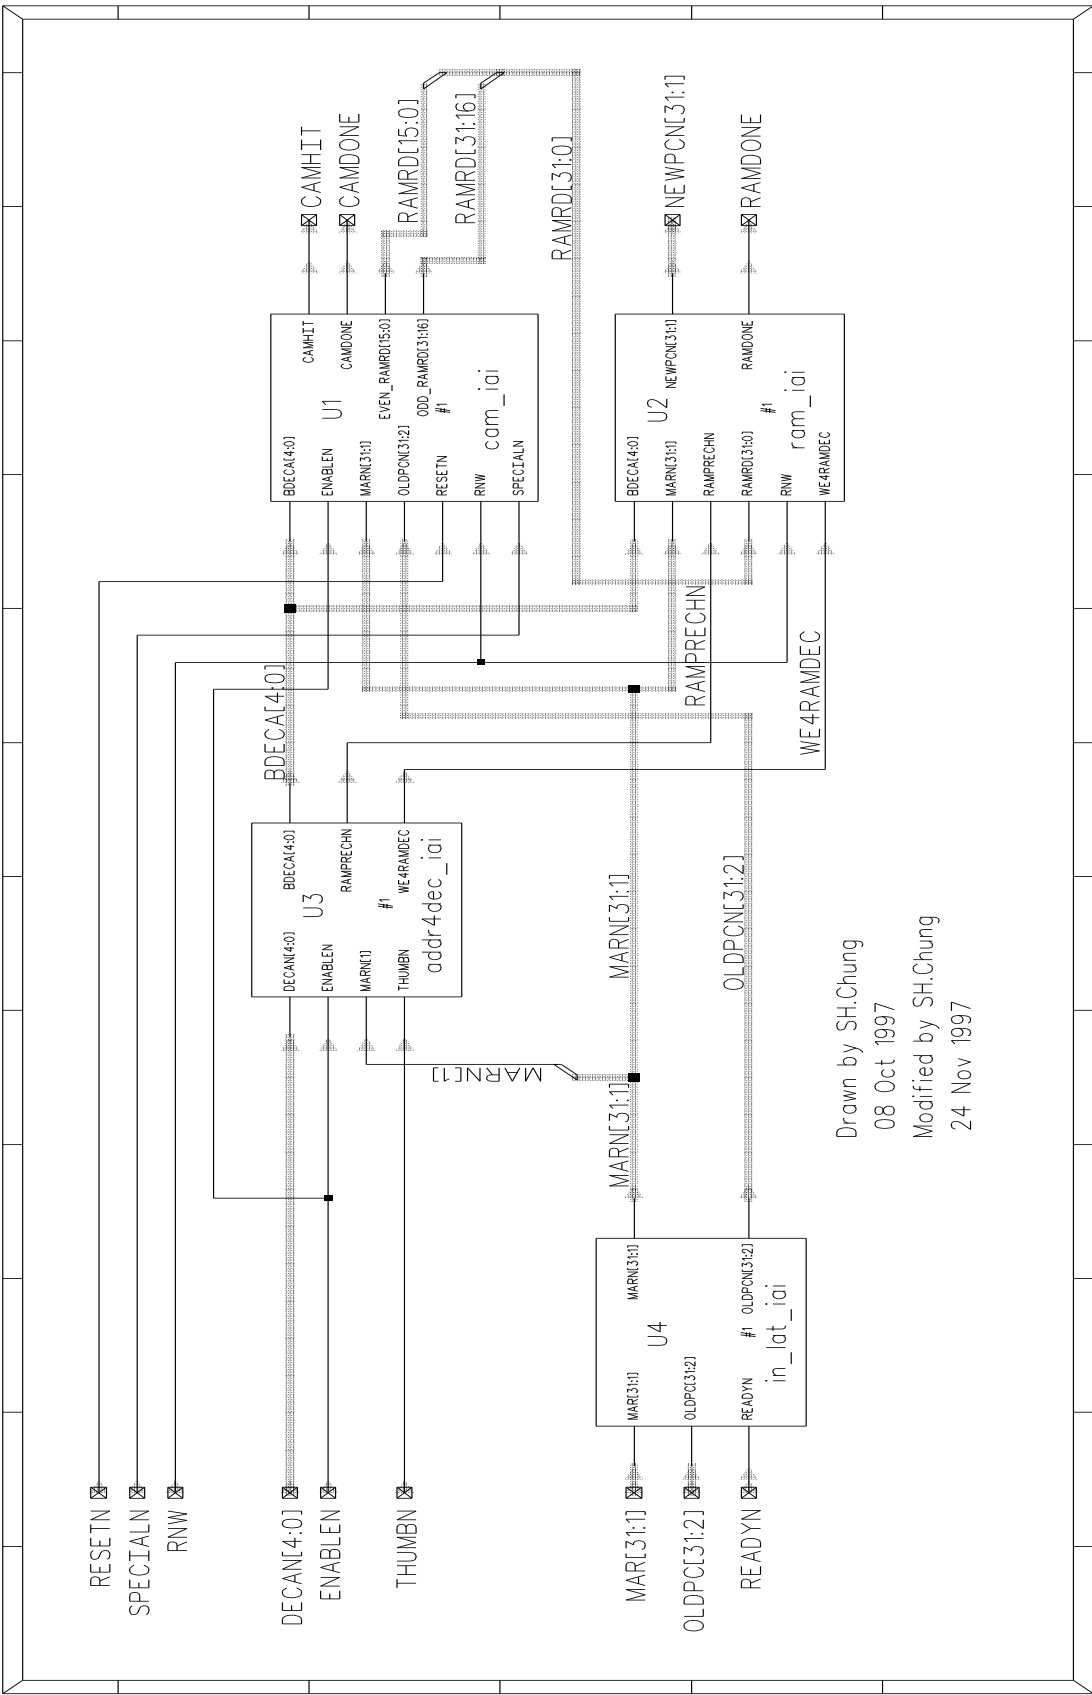 RESETN
SPECIALN
RNW
DECAN[4:0]
ENABLEN
THUMBN
MAR[31:1]
OLDPC[31:2]
READYN
DECAN[4:0]
ENABLEN
MARN[1]
THUMBN
U3
BDECA[4:0]
RAMPRECHN
WE4RAMDEC
#1
addr4dec_iai
BDECA[4:0]
MARN[1]
MAR[31:1]
OLDPC[31:2]
READYN
U4
MARN[31:1]
OLDPCN[31:2]
#1
in_lat_iai
MARN[31:1]
MARN[31:1]
OLDPCN[31:2]
RAMPRECHN
WE4RAMDEC
BDECA[4:0]
ENABLEN
MARN[31:1]
OLDPCN[31:2]
RESETN
RNW
SPECIALN
U1
CAMHIT
CAMDONE
EVEN_RAMRD[15:0]
ODD_RAMRD[31:16]
#1
cam_iai
BDECA[4:0]
MARN[31:1]
RAMPRECHN
RAMRD[31:0]
RNW
WE4RAMDEC
U2
NEWPCN[31:1]
RAMDONE
#1
ram_iai
CAMHIT
CAMDONE
RAMRD[15:0]
RAMRD[31:16]
RAMRD[31:0]
NEWPCN[31:1]
RAMDONE
Drawn by SH.Chung
08 Oct 1997
Modified by SH.Chung
24 Nov 1997